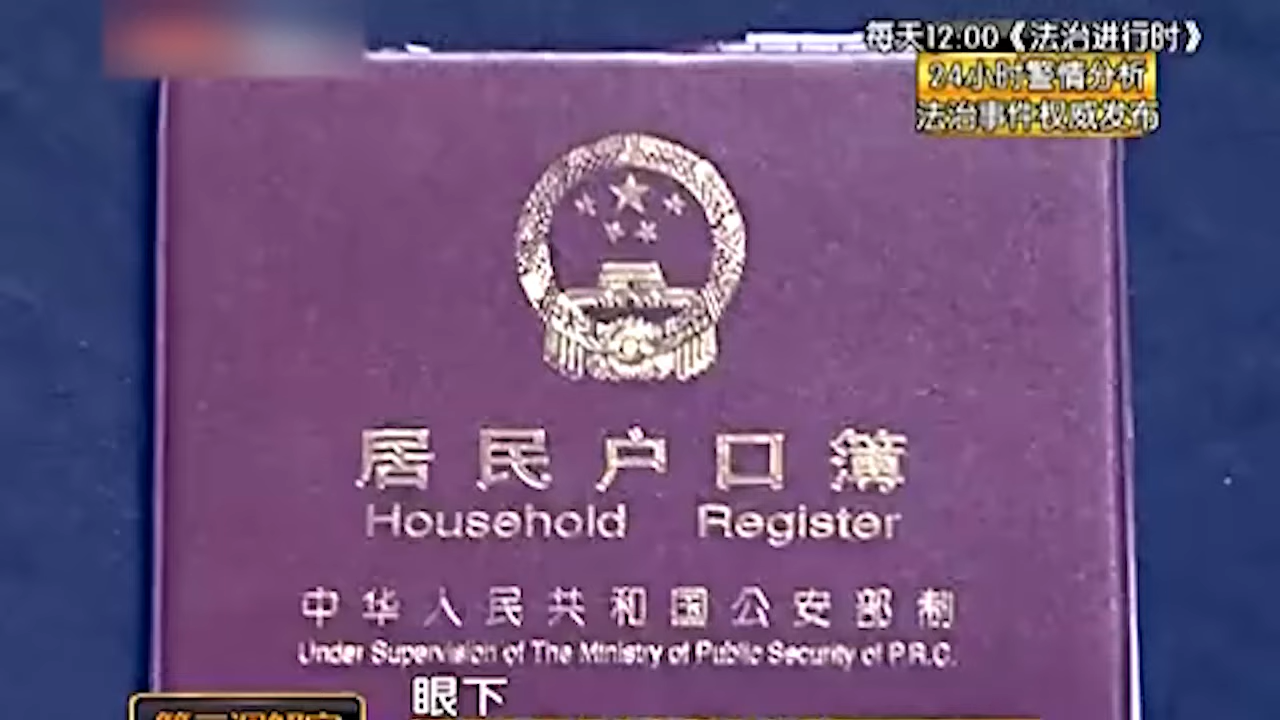 每天12:00《法治进行时》
24小时警情分析
法治事件权威发布
居民户口簿
Household Register
中华人民共和国公安部制
Under Supervision of The Ministry of Public Security of P.R.C.
眼下